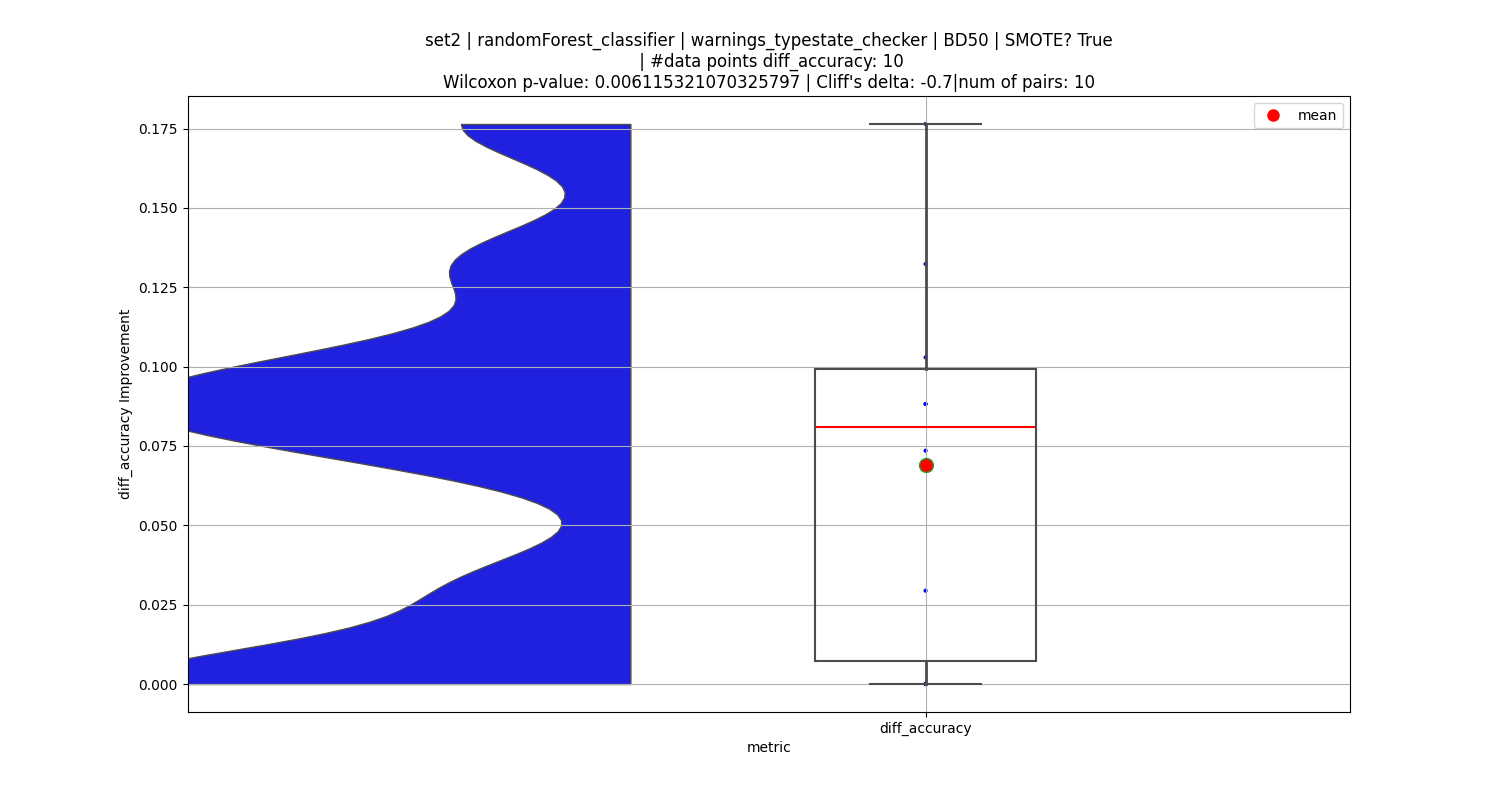 set2 | randomForest_classifier | warnings_typestate_checker | BD50 | SMOTE? True
| #data points diff_accuracy: 10
Wilcoxon p-value: 0.006115321070325797 | Cliff's delta: -0.7|num of pairs: 10
mean
0.175
0.150
0.125
0.100
0.075
0.050
0.025
0.000
diff_accuracy Improvement
diff_accuracy
metric